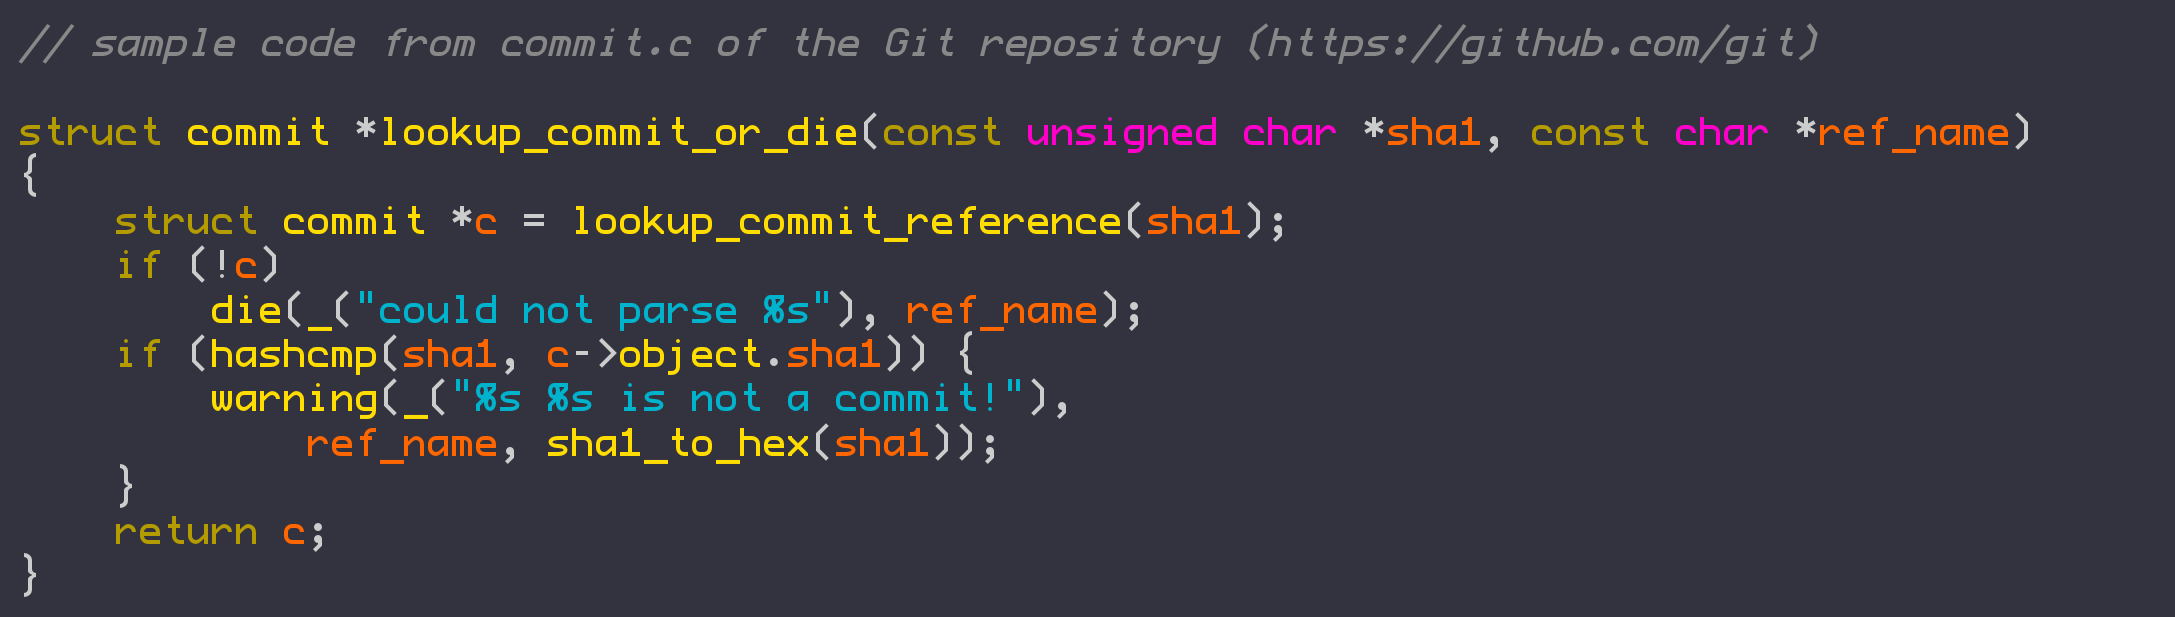 // sample code from commit.c of the Git repository (https://github.com/git)
struct commit *lookup_commit_or_die(const unsigned char *sha1, const char *ref_name)
{
    struct commit *c = lookup_commit_reference(sha1);
    if (!c)
        die(_("could not parse %s"), ref_name);
    if (hashcmp(sha1, c->object.sha1)) {
        warning(_("%s %s is not a commit!"),
            ref_name, sha1_to_hex(sha1));
    }
    return c;
}